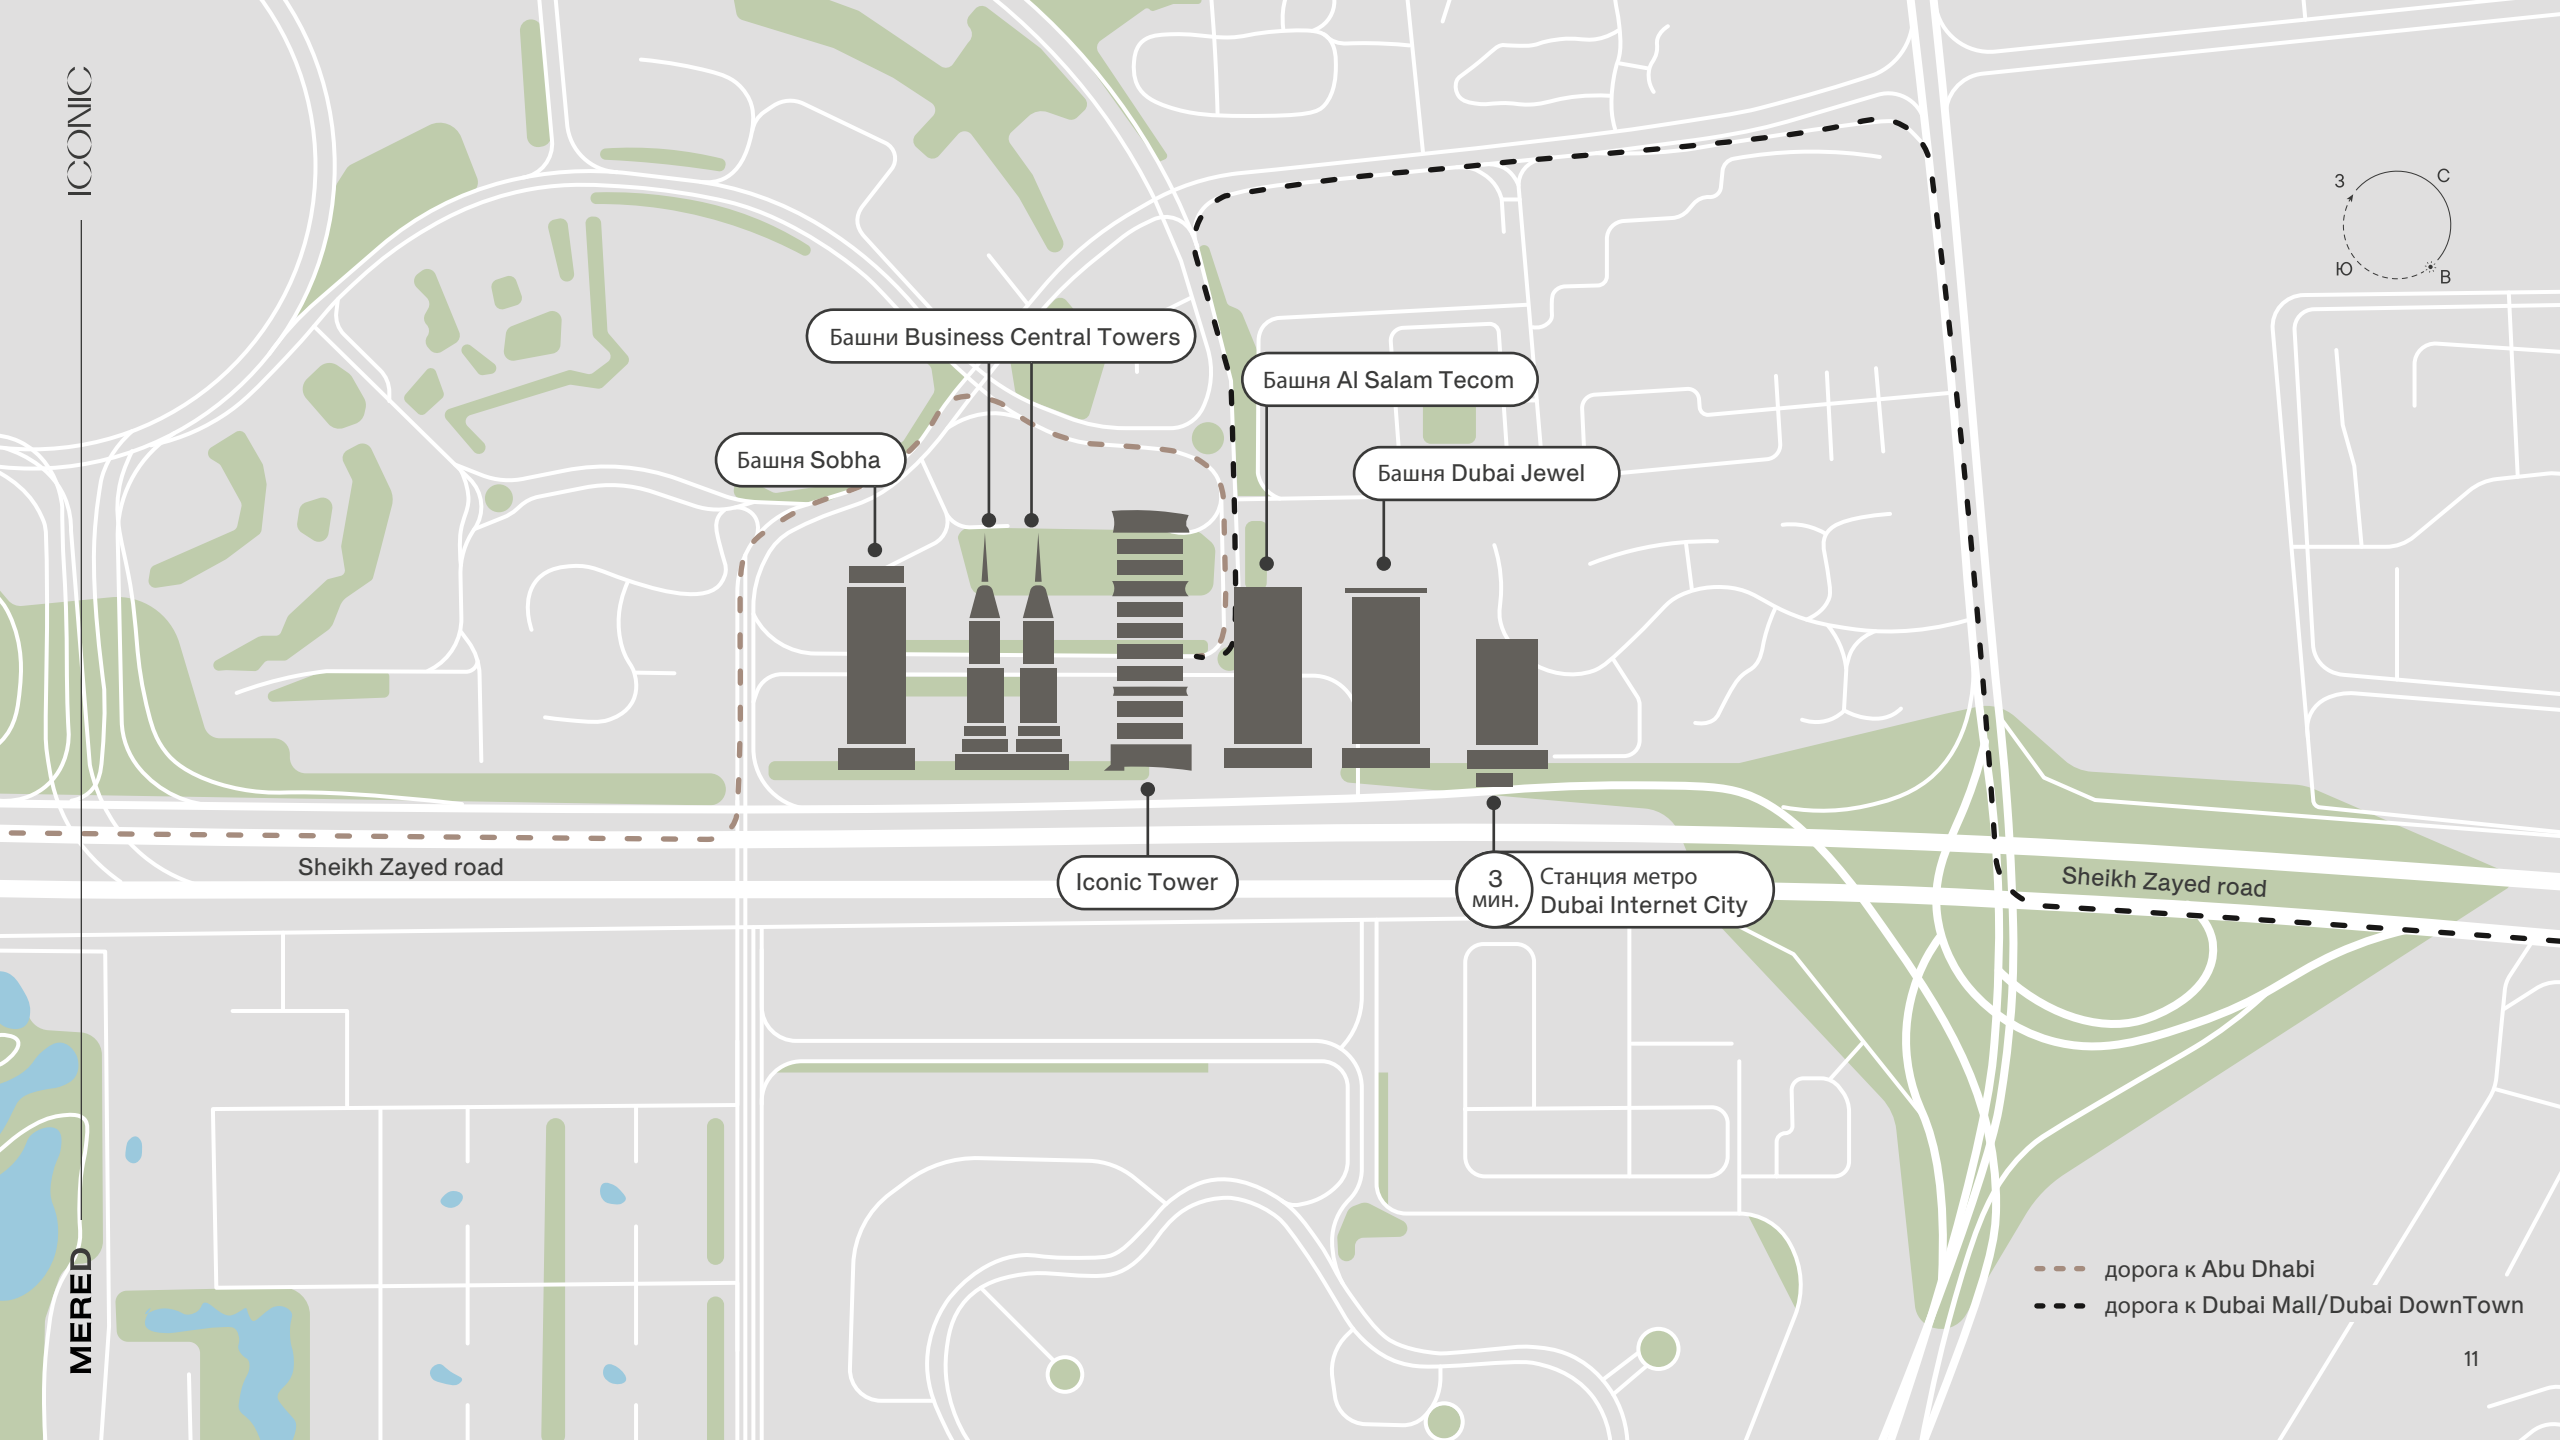 ICONIC
З
С
Ю
В
Башни Business Central Towers
Башня Al Salam Tecom
Башня Sobha
Башня Dubai Jewel
Sheikh Zayed road
Iconic Tower
3
мин.
Станция метро
Dubai Internet City
Sheikh Zayed road
MERED
дорога к Abu Dhabi
дорога к Dubai Mall/Dubai DownTown
11